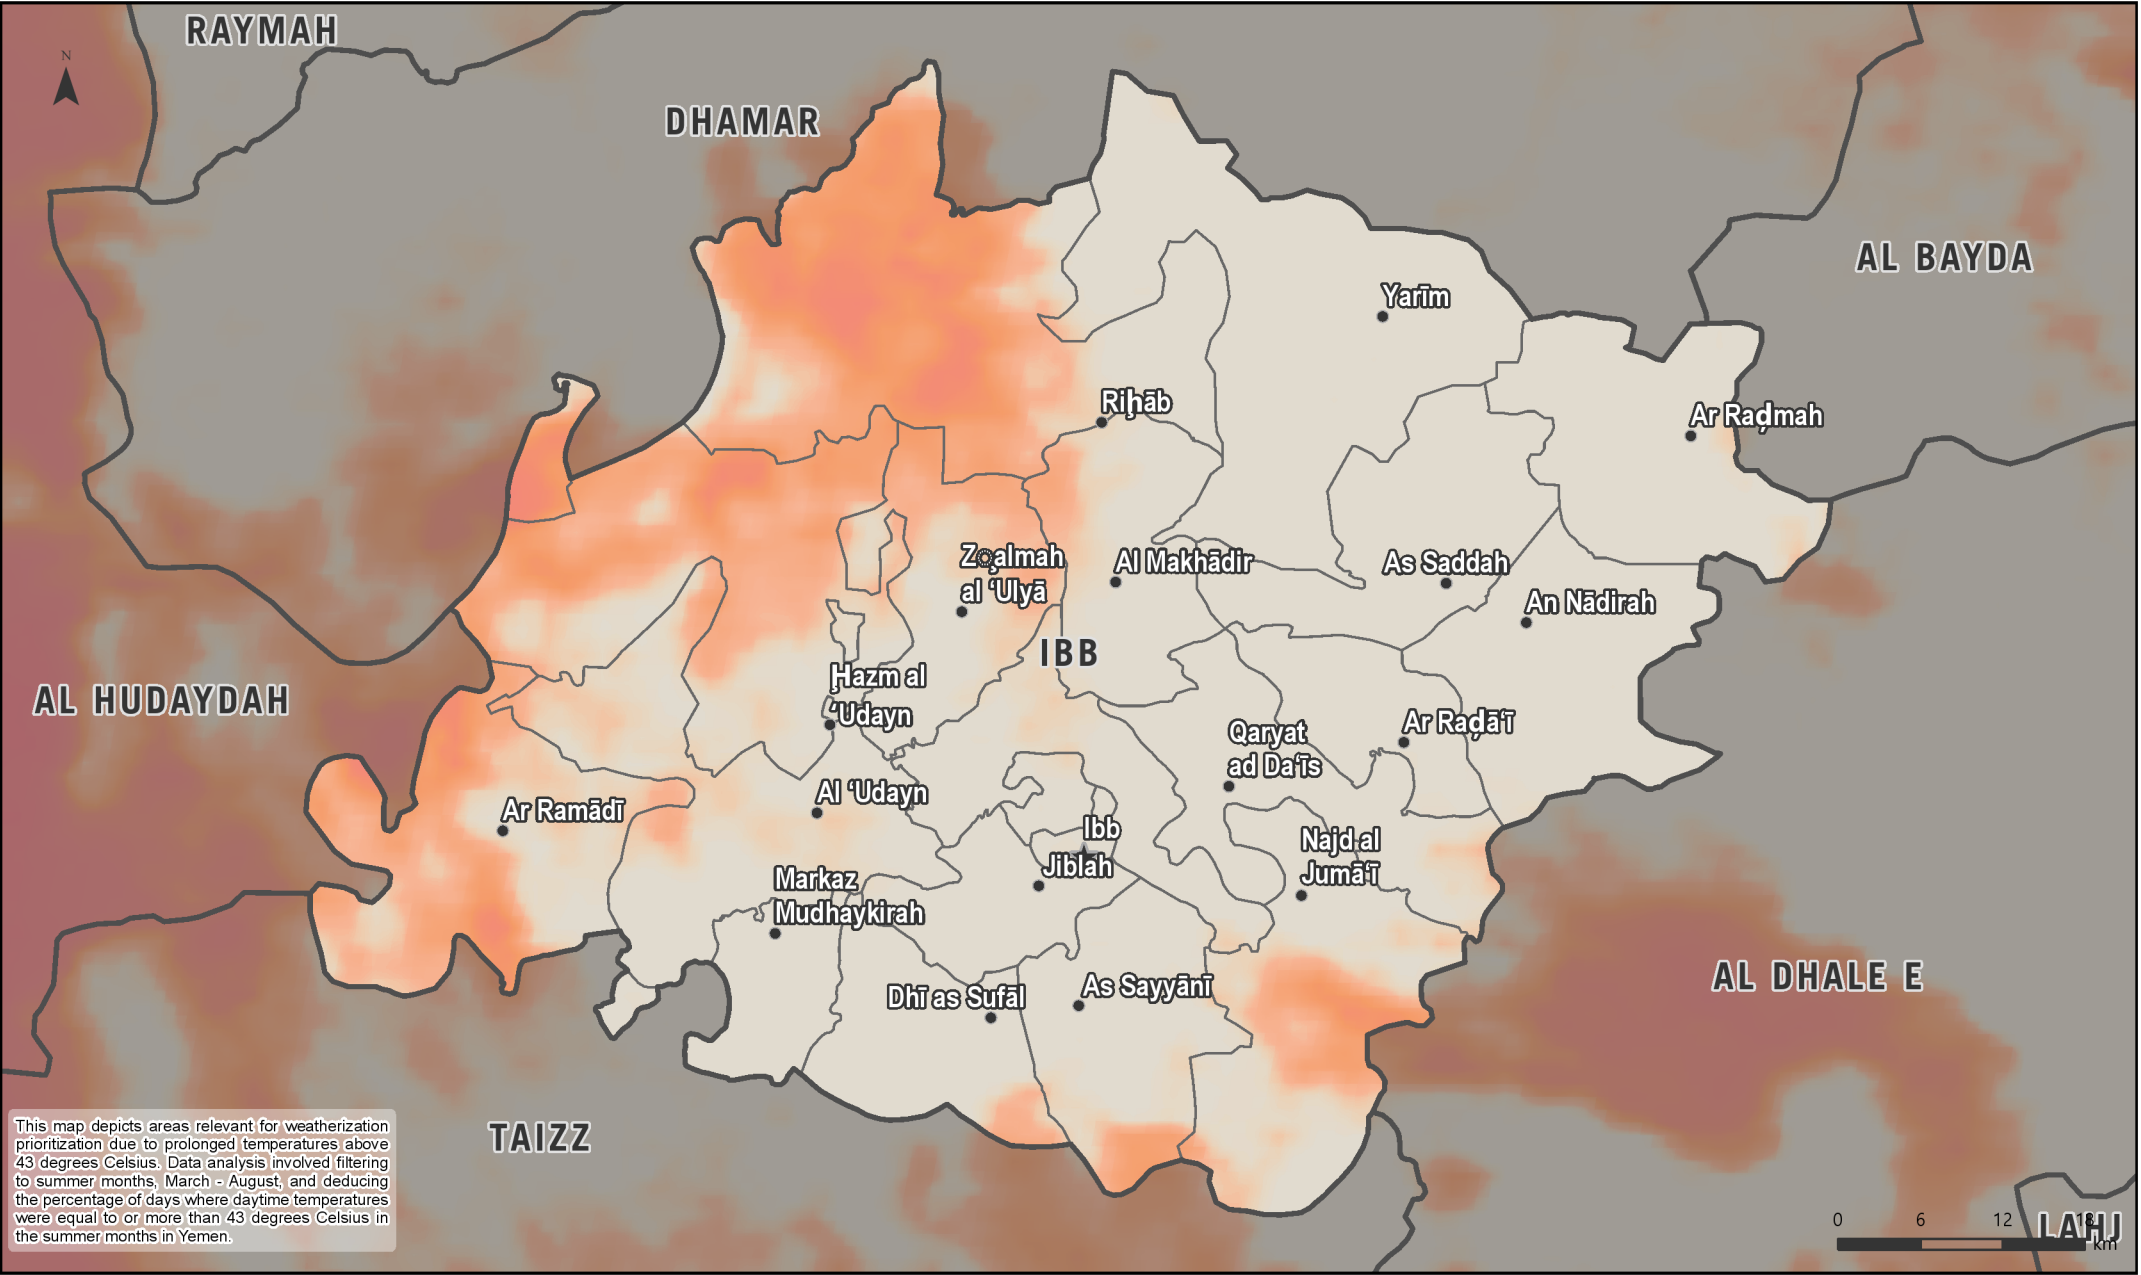 RAYMAH
N
DHAMAR
AL BAYDA
Yarīm
Riḩāb
Ar Raḑmah
Z̧almah
al ‘Ulyā
Al Makhādir
As Saddah
An Nādirah
IBB
Ḩazm al
‘Udayn
AL HUDAYDAH
Qaryat
ad Da‘īs
Ar Raḑā’ī
Al ‘Udayn
Ar Ramādī
Ibb
Jiblah
Najd al
Jumā‘ī
Markaz
Mudhaykirah
AL DHALE E
Dhī as Sufāl
As Sayyānī
TAIZZ
This map depicts areas relevant for weatherization
prioritization due to prolonged temperatures above
43 degrees Celsius. Data analysis involved filtering
to summer months, March - August, and deducing
the percentage of days where daytime temperatures
were equal to or more than 43 degrees Celsius in
the summer months in Yemen.
LAHJ
0 6 12 18
km